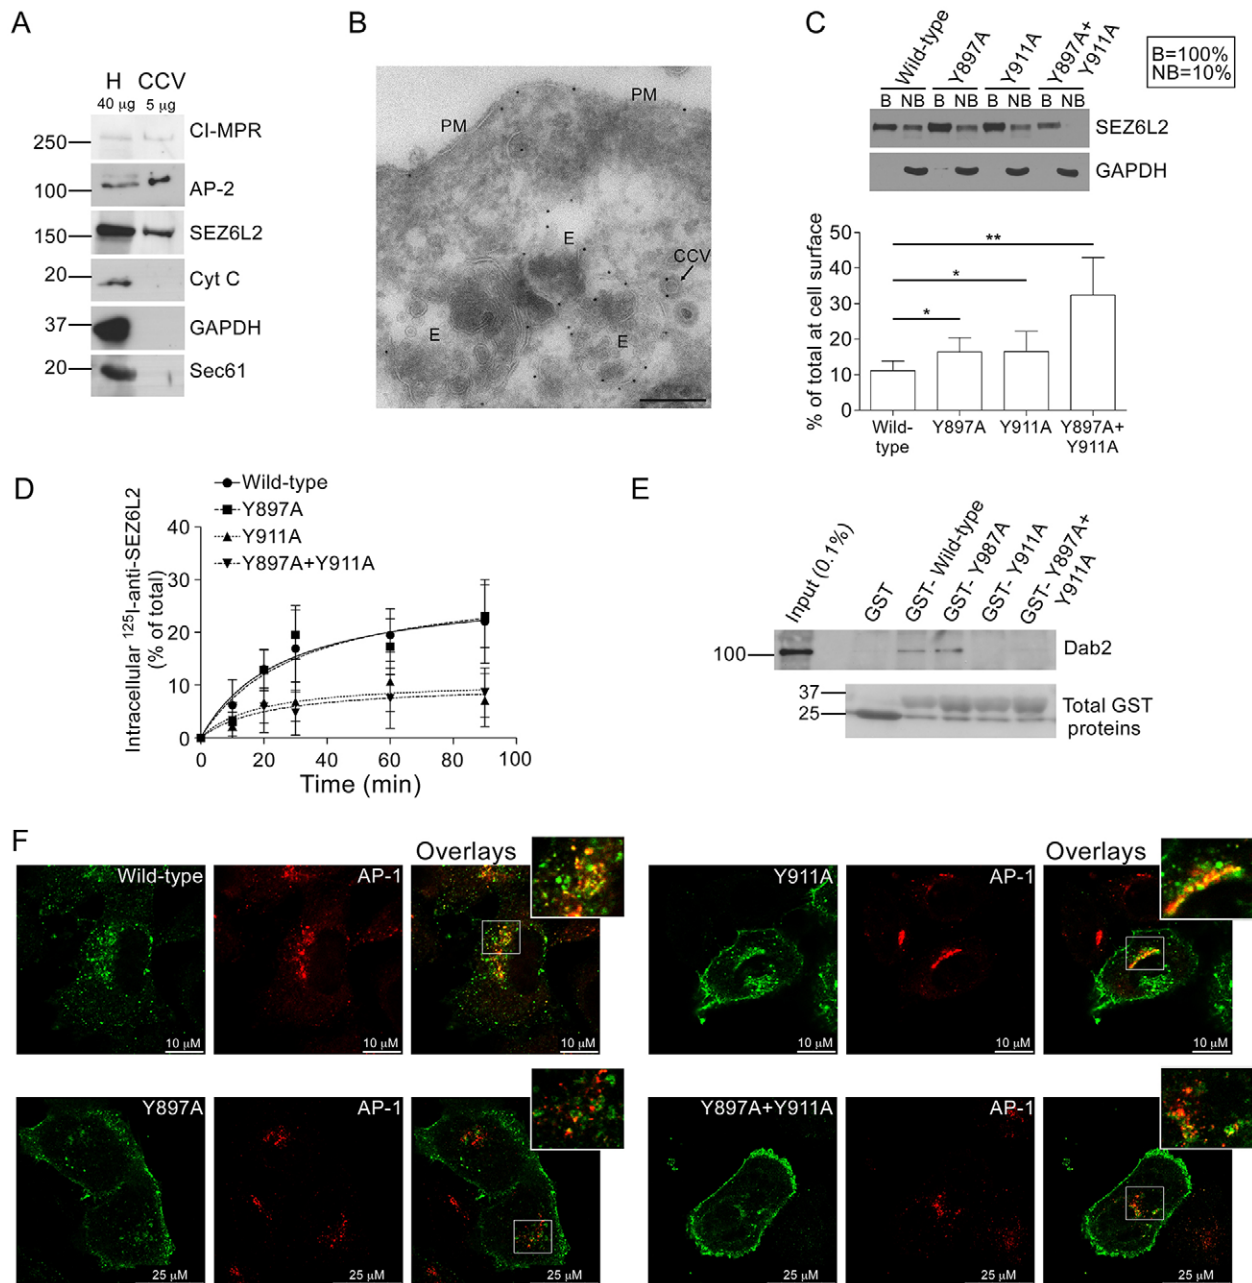 A
H CCV
40 µg 5 µg
250 CI-MPR
100 AP-2
150 SEZ6L2
20 Cyt C
37 GAPDH
20 Sec61
B
PM
PM
E
CCV
E
E
C
Wild-type
Y897A
Y911A
Y897A+
Y911A
B=100%
NB=10%
B NB B NB B NB B NB
SEZ6L2
GAPDH
% of total at cell surface
50
40
30
20
10
0
**
*
*
Wild-
type
Y897A
Y911A
Y897A+
Y911A
D
Wild-type
Y897A
Y911A
Y897A+Y911A
Intracellular ¹²⁵I-anti-SEZ6L2
(% of total)
40
30
20
10
0
0 20 40 60 80 100
Time (min)
E
Input (0.1%)
GST
GST- Wild-type
GST- Y987A
GST- Y911A
GST- Y897A+
Y911A
100 Dab2
37
25
Total GST
proteins
F
Overlays
Overlays
Wild-type
AP-1
Y911A
AP-1
10 µM
10 µM
10 µM
10 µM
10 µM
10 µM
Y897A
AP-1
Y897A+Y911A
AP-1
25 µM
25 µM
25 µM
25 µM
25 µM
25 µM